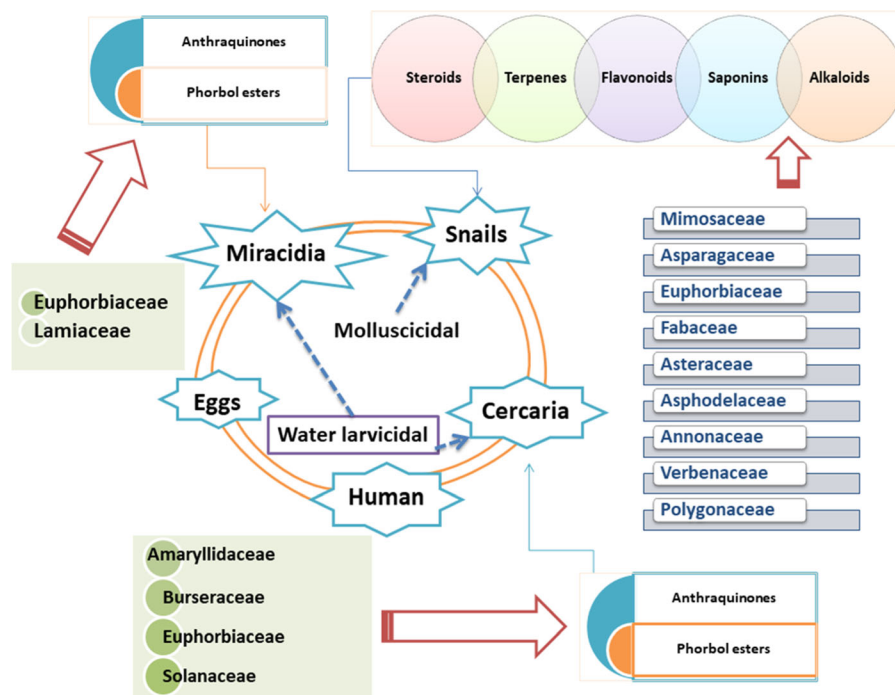 Anthraquinones
Phorbol esters
Steroids
Terpenes
Flavonoids
Saponins
Alkaloids
Miracidia
Snails
Mimosaceae
Asparagaceae
Euphorbiaceae
Fabaceae
Asteraceae
Asphodelaceae
Annonaceae
Verbenaceae
Polygonaceae
Euphorbiaceae
Lamiaceae
Molluscicidal
Eggs
Cercaria
Water larvicidal
Human
Amaryllidaceae
Burseraceae
Euphorbiaceae
Solanaceae
Anthraquinones
Phorbol esters